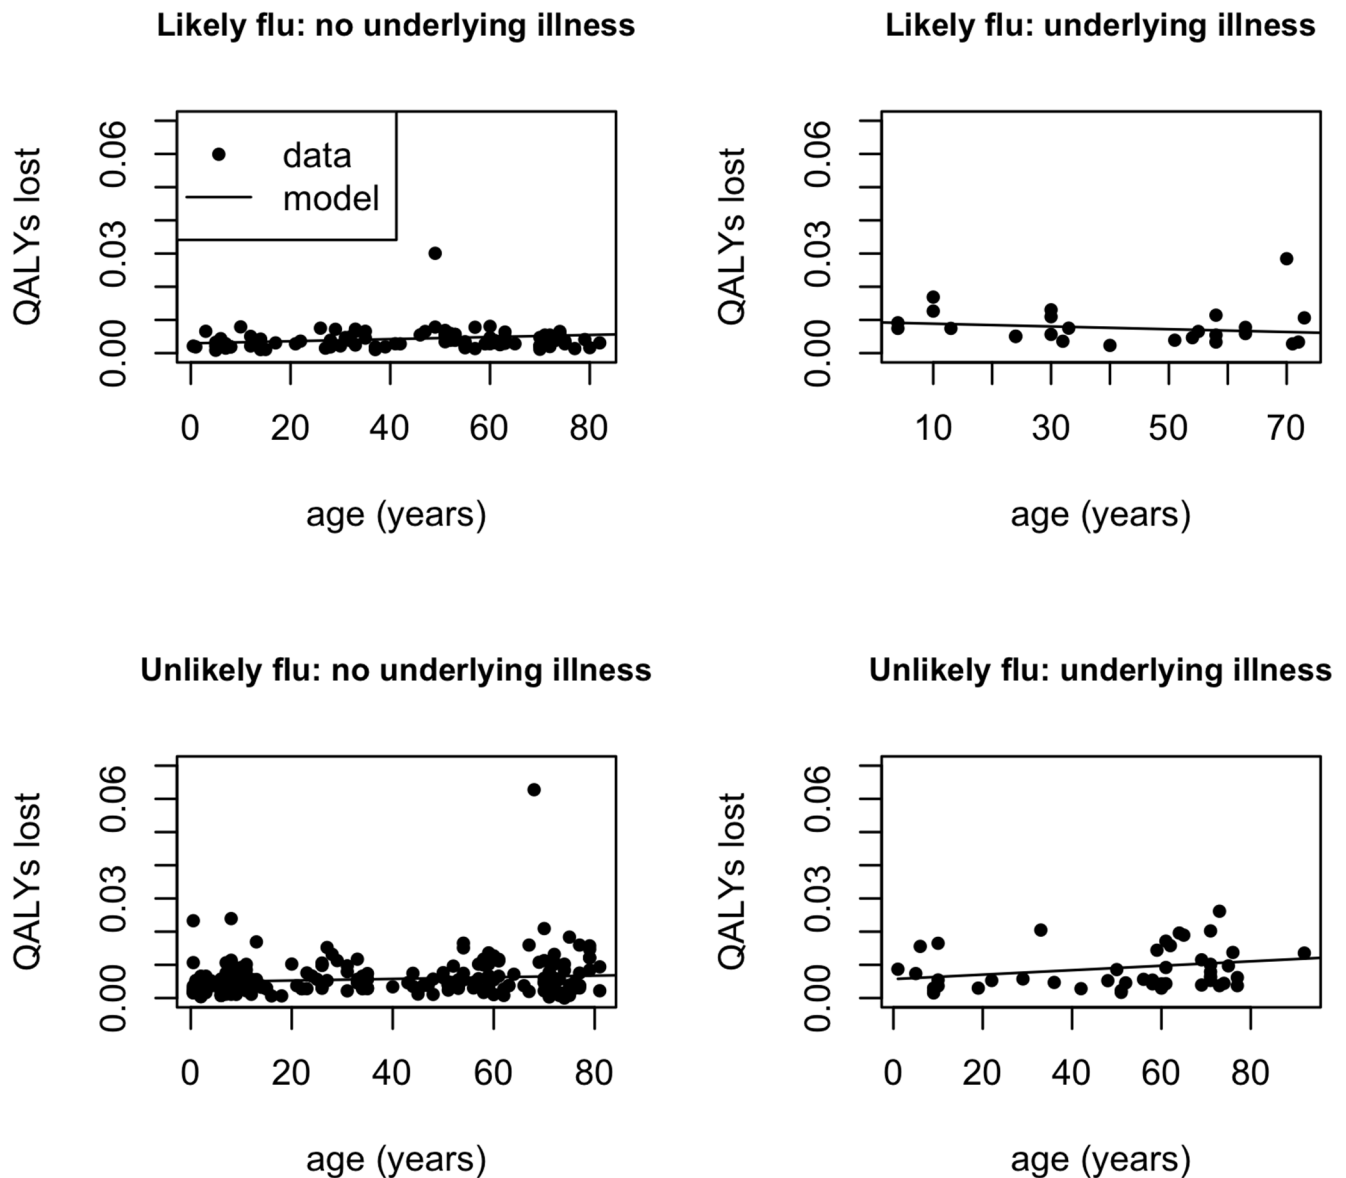 Likely flu: no underlying illness
QALYs lost
0.06
0.03
0.00
data
model
0 20 40 60 80
age (years)
Likely flu: underlying illness
QALYs lost
0.06
0.03
0.00
10 30 50 70
age (years)
Unlikely flu: no underlying illness
QALYs lost
0.06
0.03
0.00
0 20 40 60 80
age (years)
Unlikely flu: underlying illness
QALYs lost
0.06
0.03
0.00
0 20 40 60 80
age (years)